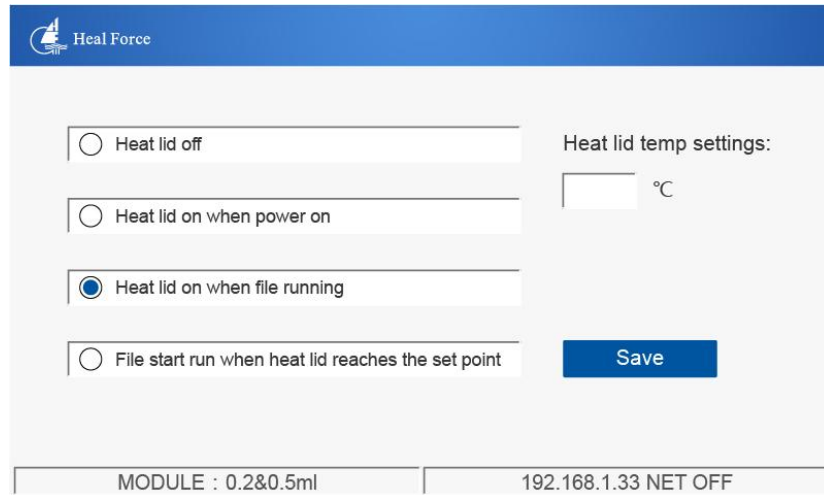 Heal Force
Heat lid off
Heat lid temp settings:
℃
Heat lid on when power on
Heat lid on when file running
File start run when heat lid reaches the set point
Save
MODULE：0.2&0.5ml
192.168.1.33 NET OFF